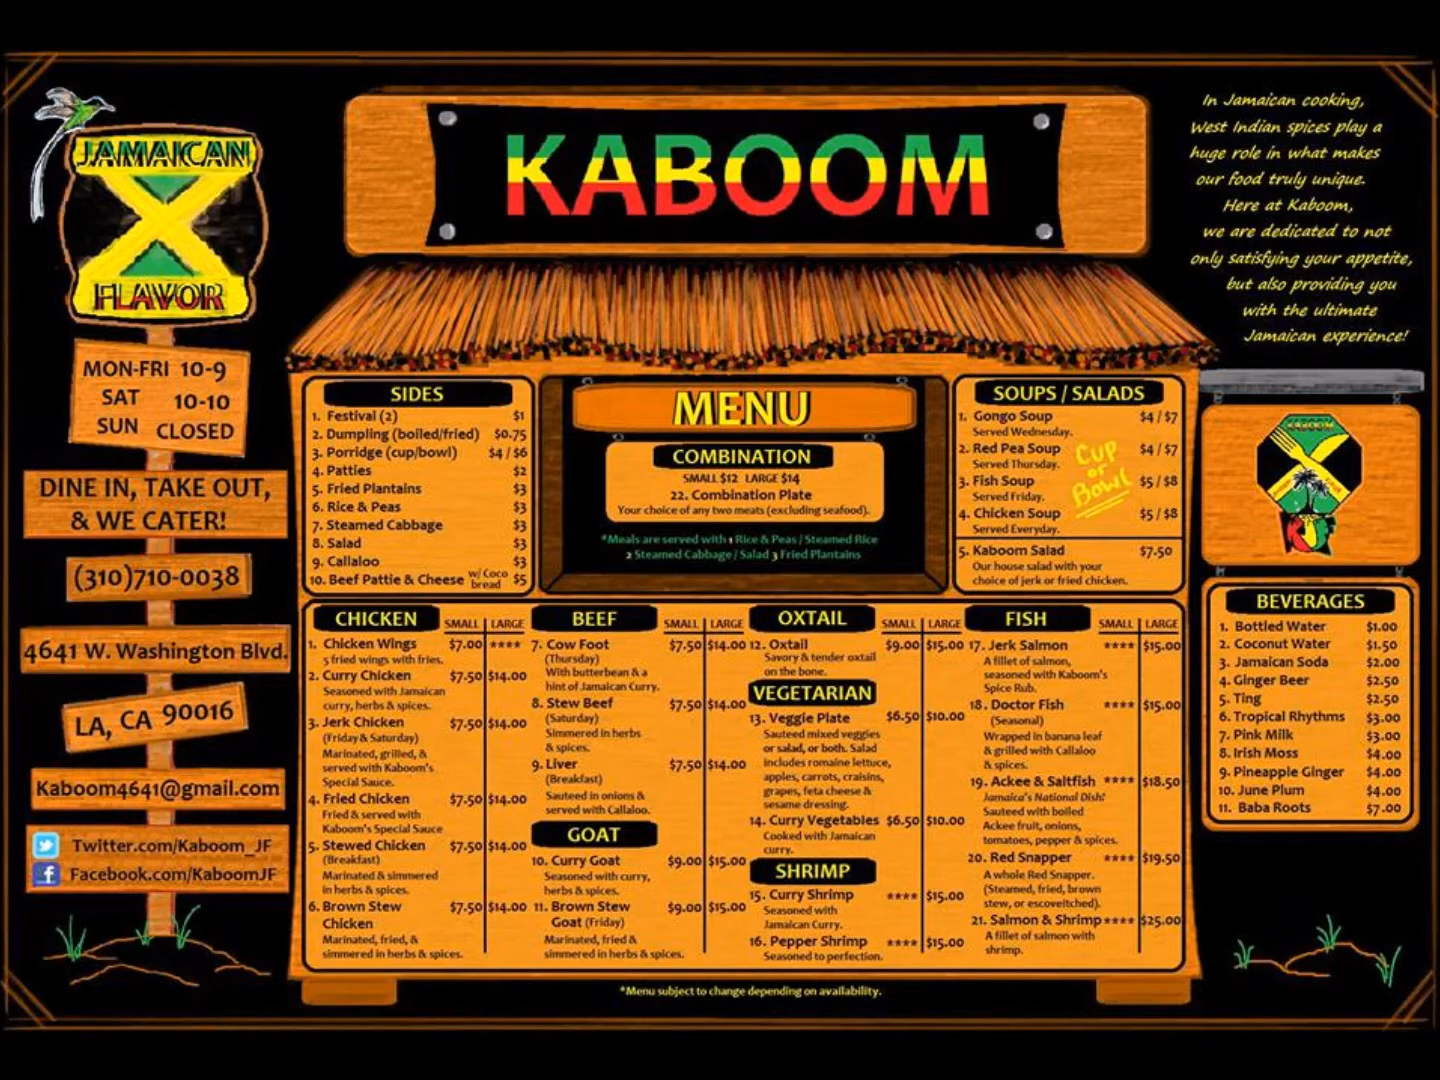 JAMAICAN
FLAVOR
MON-FRI 10-9
SAT 10-10
SUN CLOSED
DINE IN, TAKE OUT,
& WE CATER!
(310)710-0038
4641 W. Washington Blvd.
LA, CA 90016
Kaboom4641@gmail.com
Twitter.com/Kaboom_JF
Facebook.com/KaboomJF
KABOOM
In Jamaican cooking,
West Indian spices play a
huge role in what makes
our food truly unique.
Here at Kaboom,
we are dedicated to not
only satisfying your appetite,
but also providing you
with the ultimate
Jamaican experience!
SIDES
1. Festival (2) $1
2. Dumpling (boiled/fried) $0.75
3. Porridge (cup/bowl) $4 / $6
4. Patties $2
5. Fried Plantains $3
6. Rice & Peas $3
7. Steamed Cabbage $3
8. Salad $3
9. Callaloo $3
10. Beef Pattie & Cheese w/ Coco bread $5
MENU
COMBINATION
SMALL $12 LARGE $14
22. Combination Plate
Your choice of any two meats (excluding seafood).
*Meals are served with 1 Rice & Peas / Steamed Rice
2 Steamed Cabbage / Salad 3 Fried Plantains
SOUPS / SALADS
1. Gongo Soup $4 / $7
Served Wednesday.
2. Red Pea Soup $4 / $7
Served Thursday.
3. Fish Soup $5 / $8
Served Friday.
4. Chicken Soup $5 / $8
Served Everyday.
Cup
or
Bowl
5. Kaboom Salad $7.50
Our house salad with your
choice of jerk or fried chicken.
CHICKEN SMALL LARGE
1. Chicken Wings $7.00 ****
5 fried wings with fries.
2. Curry Chicken $7.50 $14.00
Seasoned with Jamaican
curry, herbs & spices.
3. Jerk Chicken $7.50 $14.00
(Friday & Saturday)
Marinated, grilled, &
served with Kaboom's
Special Sauce.
4. Fried Chicken $7.50 $14.00
Fried & served with
Kaboom's Special Sauce
5. Stewed Chicken $7.50 $14.00
(Breakfast)
Marinated & simmered
in herbs & spices.
6. Brown Stew $7.50 $14.00
Chicken
Marinated, fried, &
simmered in herbs & spices.
BEEF SMALL LARGE
7. Cow Foot $7.50 $14.00
(Thursday)
With butterbean & a
hint of Jamaican Curry.
8. Stew Beef $7.50 $14.00
(Saturday)
Simmered in herbs
& spices.
9. Liver $7.50 $14.00
(Breakfast)
Sauteed in onions &
served with Callaloo.
GOAT
10. Curry Goat $9.00 $15.00
Seasoned with curry,
herbs & spices.
11. Brown Stew $9.00 $15.00
Goat (Friday)
Marinated, fried &
simmered in herbs & spices.
OXTAIL SMALL LARGE
12. Oxtail $9.00 $15.00
Savory & tender oxtail
on the bone.
VEGETARIAN
13. Veggie Plate $6.50 $10.00
Sauteed mixed veggies
or salad, or both. Salad
includes romaine lettuce,
apples, carrots, craisins,
grapes, feta cheese &
sesame dressing.
14. Curry Vegetables $6.50 $10.00
Cooked with Jamaican
curry.
SHRIMP
15. Curry Shrimp **** $15.00
Seasoned with
Jamaican Curry.
16. Pepper Shrimp **** $15.00
Seasoned to perfection.
FISH SMALL LARGE
17. Jerk Salmon **** $15.00
A fillet of salmon,
seasoned with Kaboom's
Spice Rub.
18. Doctor Fish **** $15.00
(Seasonal)
Wrapped in banana leaf
& grilled with Callaloo
& spices.
19. Ackee & Saltfish **** $18.50
Jamaica's National Dish!
Sauteed with boiled
Ackee fruit, onions,
tomatoes, pepper & spices.
20. Red Snapper **** $19.50
A whole Red Snapper.
(Steamed, fried, brown
stew, or escoveitched).
21. Salmon & Shrimp **** $25.00
A fillet of salmon with
shrimp.
KABOOM
BEVERAGES
1. Bottled Water $1.00
2. Coconut Water $1.50
3. Jamaican Soda $2.00
4. Ginger Beer $2.50
5. Ting $2.50
6. Tropical Rhythms $3.00
7. Pink Milk $3.00
8. Irish Moss $4.00
9. Pineapple Ginger $4.00
10. June Plum $4.00
11. Baba Roots $7.00
*Menu subject to change depending on availability.